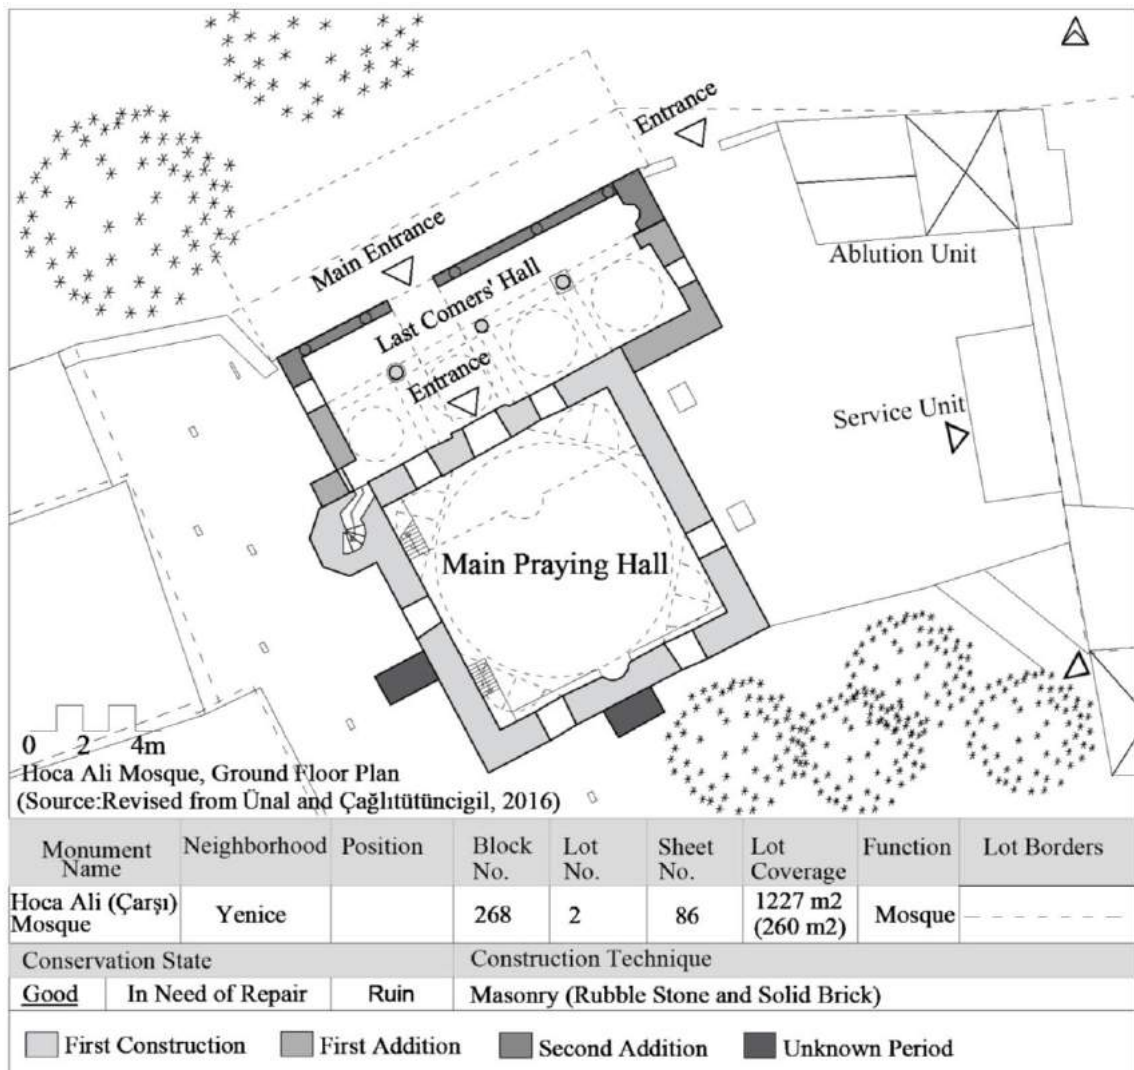 Entrance
Main Entrance
Last Comers' Hall
Entrance
Ablution Unit
Service Unit
Main Praying Hall
0 2 4m
Hoca Ali Mosque, Ground Floor Plan
(Source:Revised from Ünal and Çağlıtütüncigil, 2016)
Monument Name Neighborhood Position Block No. Lot No. Sheet No. Lot Coverage Function Lot Borders
Hoca Ali (Çarşı) Mosque Yenice 268 2 86 1227 m2 (260 m2) Mosque
Conservation State Construction Technique
Good In Need of Repair Ruin Masonry (Rubble Stone and Solid Brick)
First Construction First Addition Second Addition Unknown Period